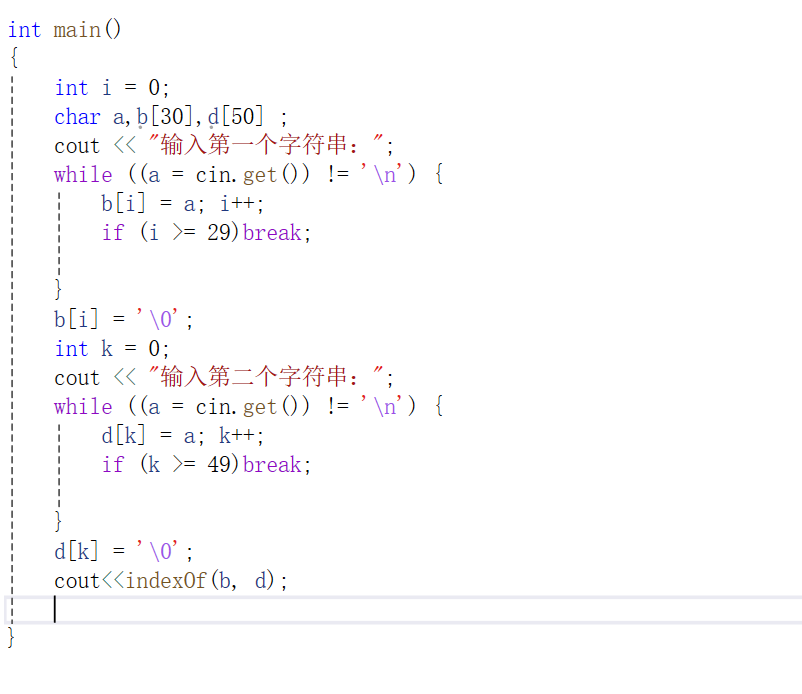 int main()
{
int i = 0;
char a,b[30],d[50] ;
cout << "输入第一个字符串：";
while ((a = cin.get()) != '\n') {
b[i] = a; i++;
if (i >= 29)break;
}
b[i] = '\0';
int k = 0;
cout << "输入第二个字符串：";
while ((a = cin.get()) != '\n') {
d[k] = a; k++;
if (k >= 49)break;
}
d[k] = '\0';
cout<<indexOf(b, d);
}